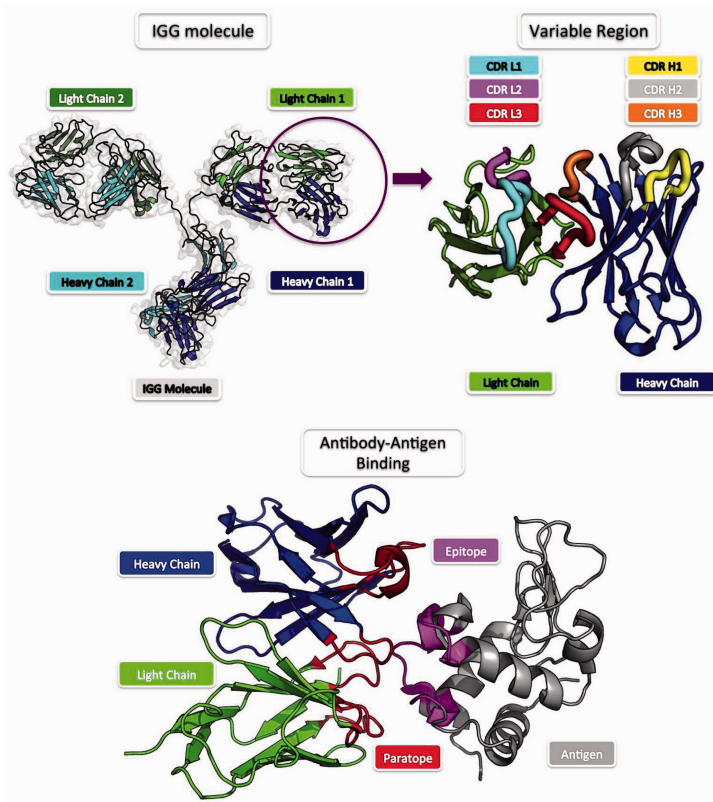 IGG molecule
Variable Region
CDR L1
CDR H1
CDR L2
CDR H2
CDR L3
CDR H3
Light Chain 2
Light Chain 1
Heavy Chain 2
Heavy Chain 1
IGG Molecule
Light Chain
Heavy Chain
Antibody-Antigen
Binding
Heavy Chain
Epitope
Light Chain
Paratope
Antigen